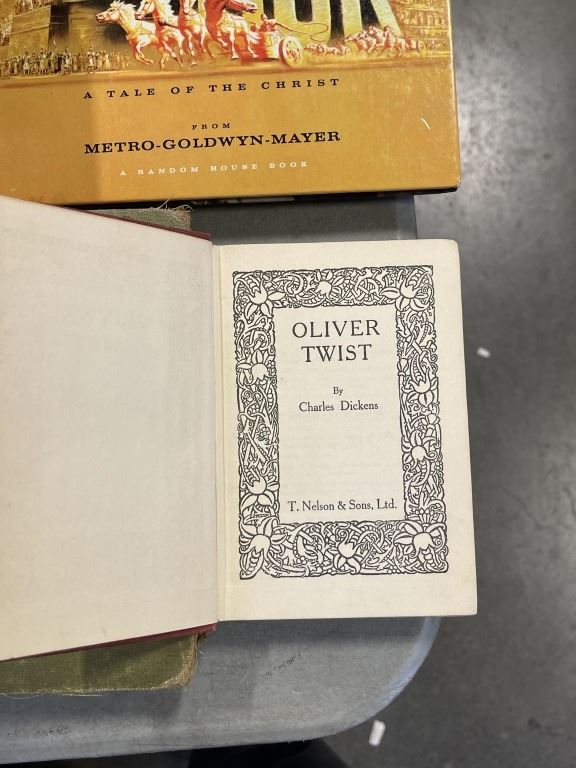 A TALE OF THE CHRIST
FROM
METRO-GOLDWYN-MAYER
A RANDOM HOUSE BOOK
OLIVER
TWIST
By
Charles Dickens
T. Nelson & Sons, Ltd.